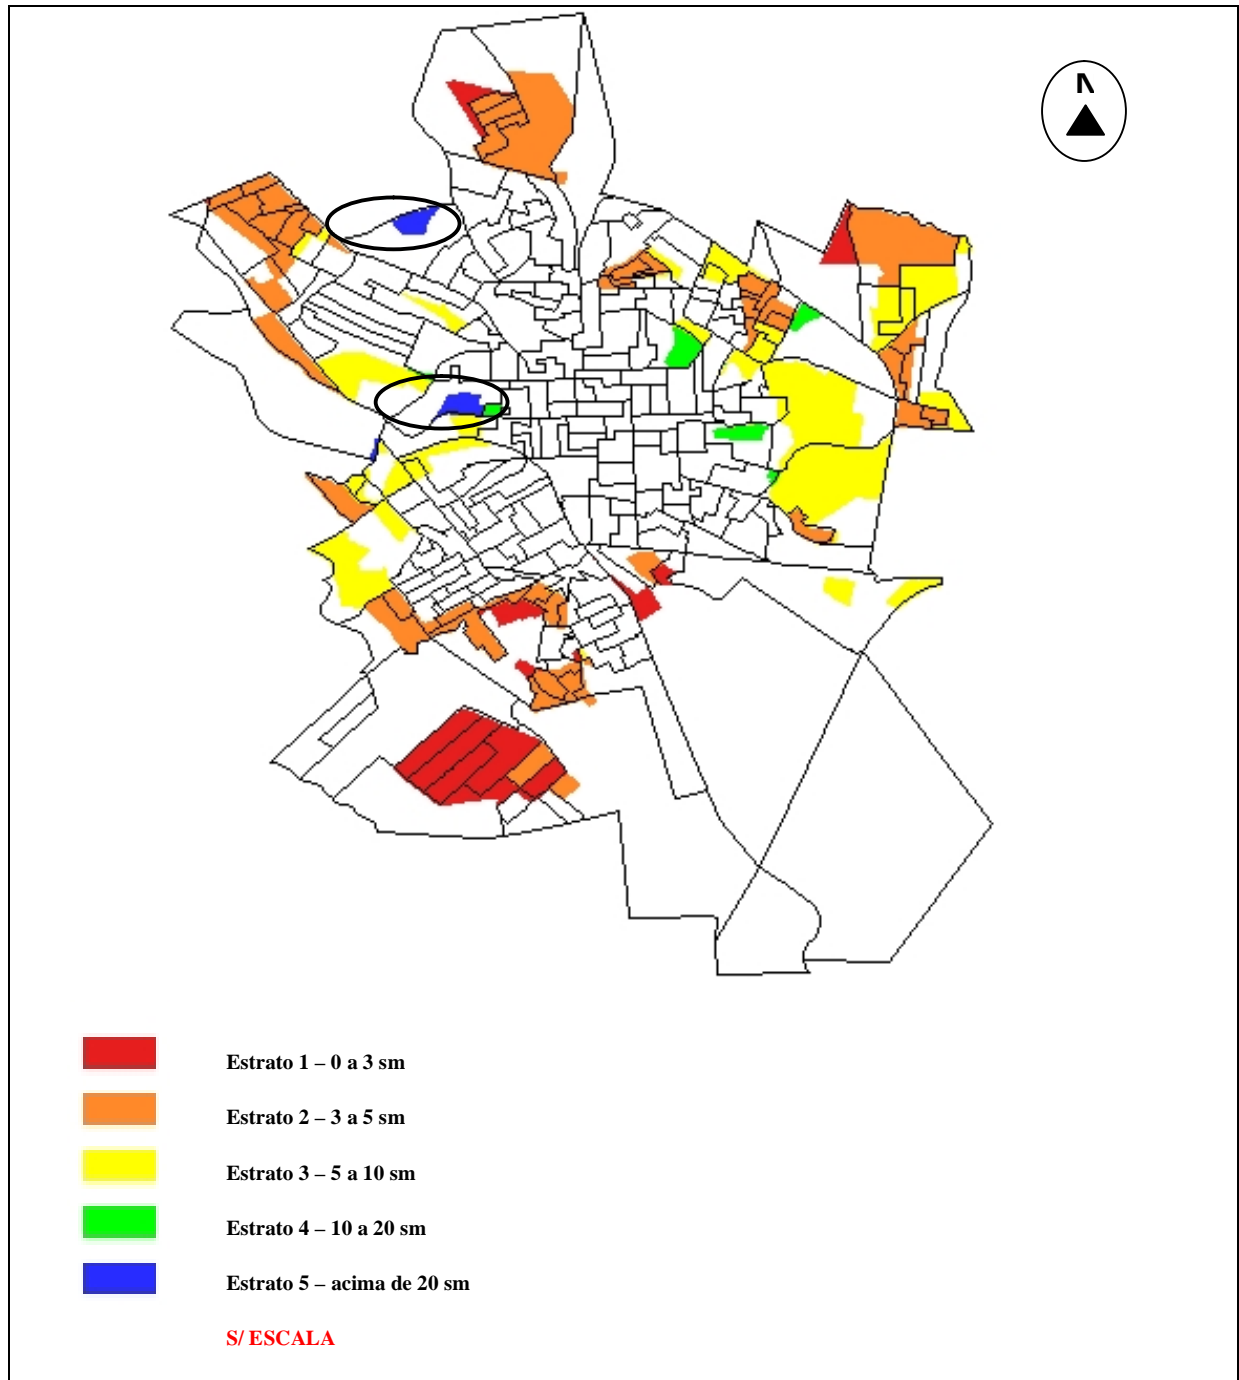 N
Estrato 1 – 0 a 3 sm
Estrato 2 – 3 a 5 sm
Estrato 3 – 5 a 10 sm
Estrato 4 – 10 a 20 sm
Estrato 5 – acima de 20 sm
S/ ESCALA